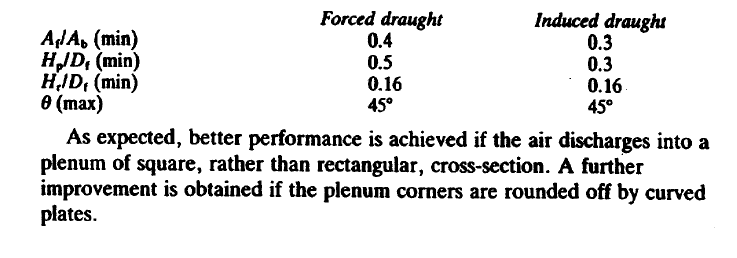 Forced draught Induced draught
A_f/A_b (min) 0.4 0.3
H_p/D_f (min) 0.5 0.3
H_r/D_f (min) 0.16 0.16
θ (max) 45° 45°
As expected, better performance is achieved if the air discharges into a
plenum of square, rather than rectangular, cross-section. A further
improvement is obtained if the plenum corners are rounded off by curved
plates.